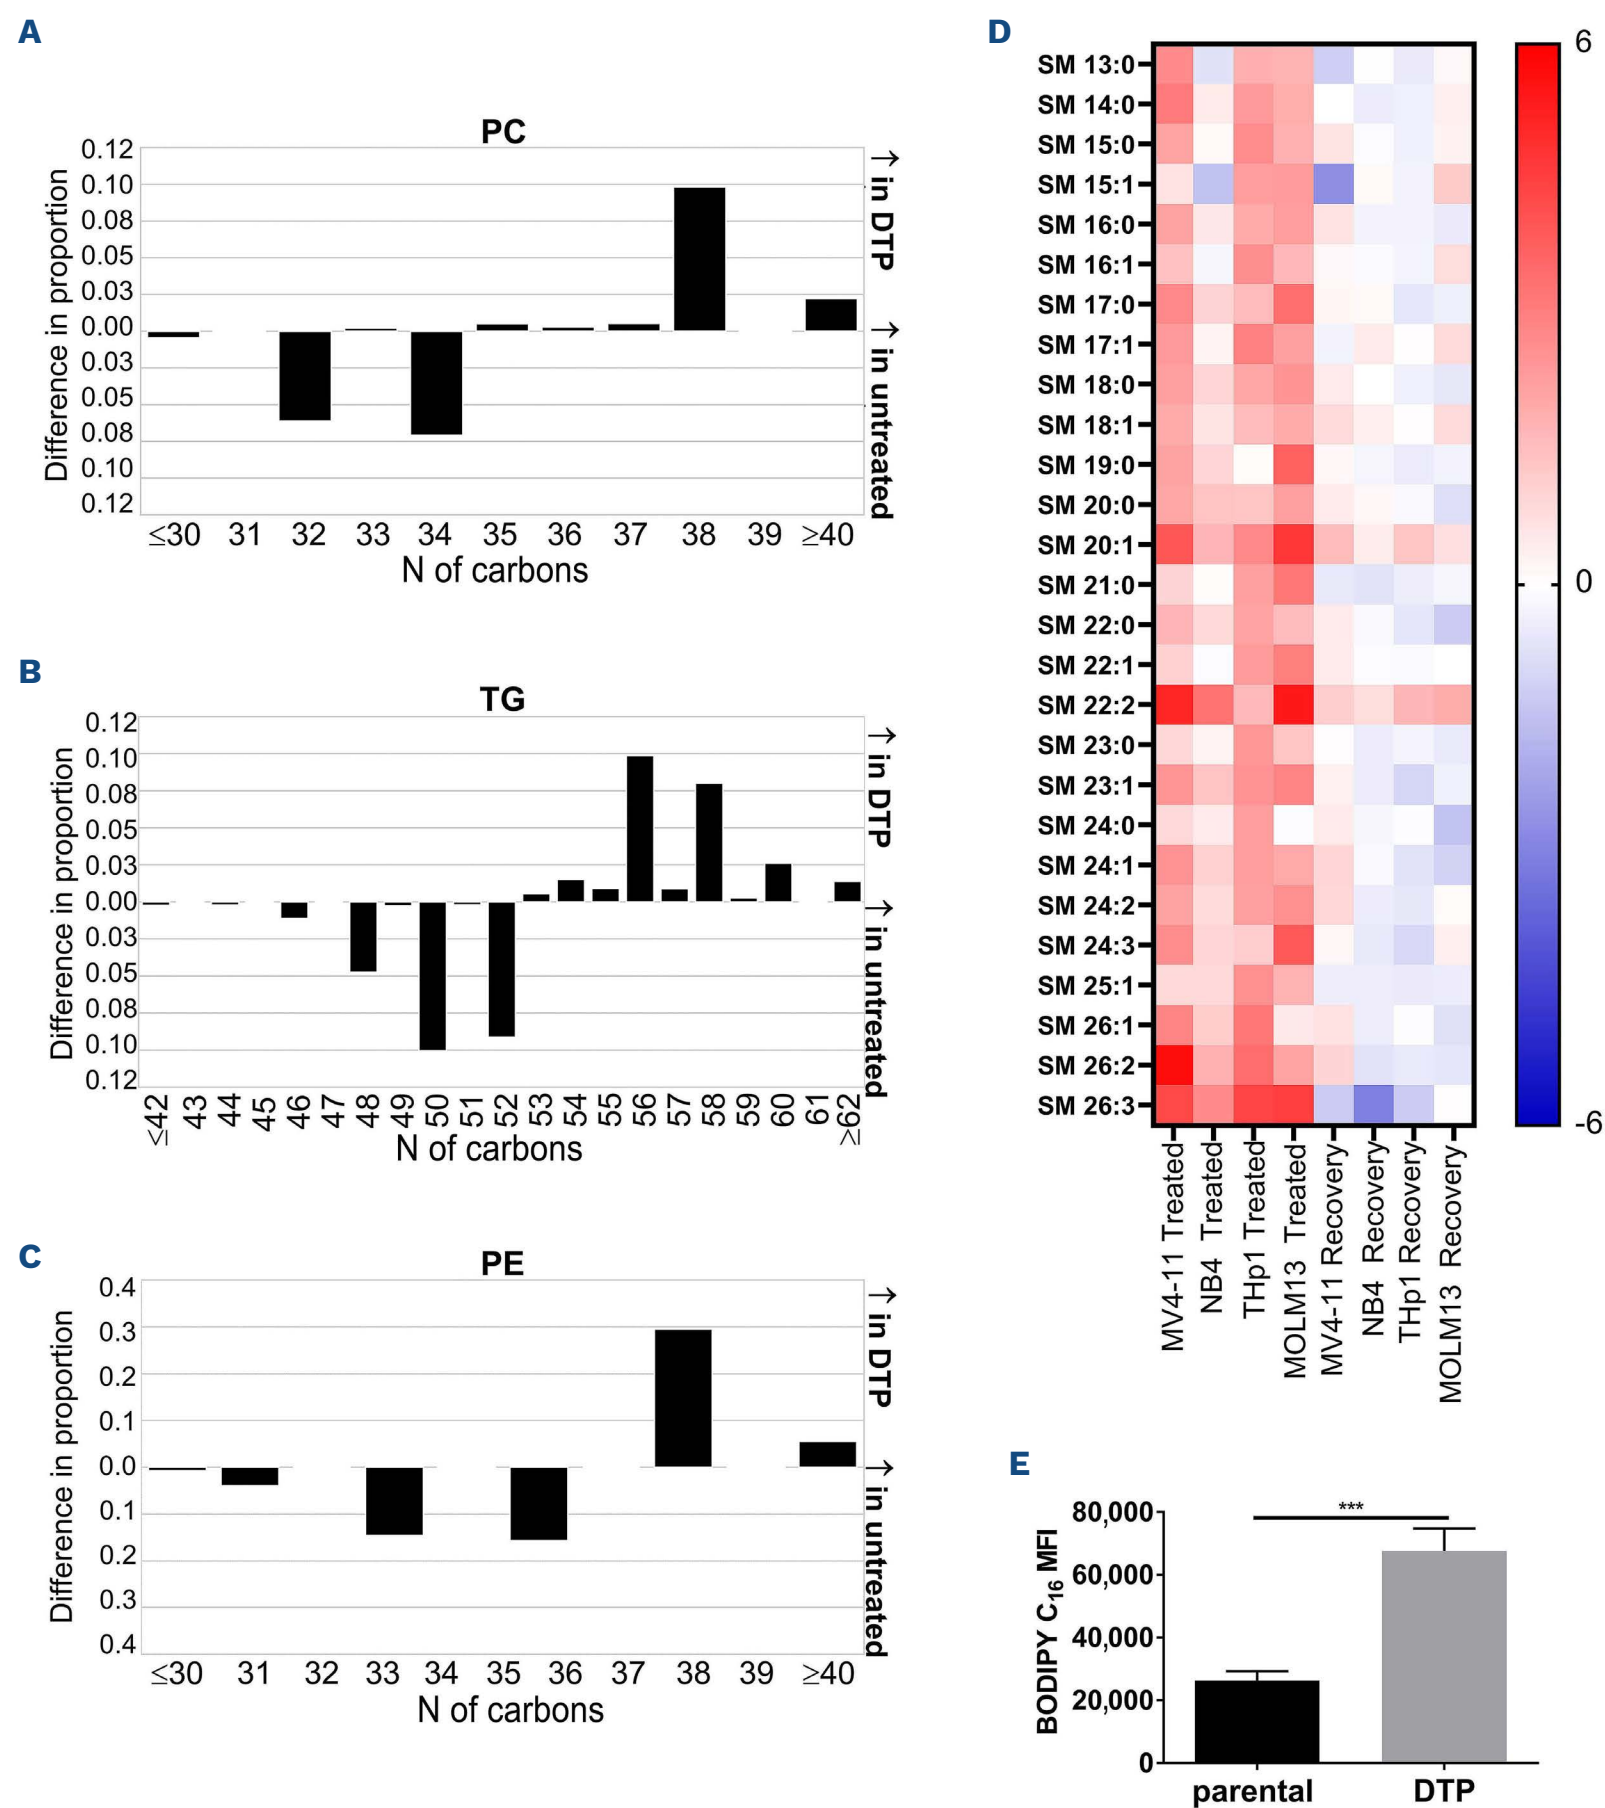 A
PC
0.12
0.10
0.08
0.05
0.03
0.00
0.03
0.05
0.08
0.10
0.12
Difference in proportion
↑ in DTP
↑ in untreated
≤30 31 32 33 34 35 36 37 38 39 ≥40
N of carbons
B
TG
0.12
0.10
0.08
0.05
0.03
0.00
0.03
0.05
0.08
0.10
0.12
Difference in proportion
↑ in DTP
↑ in untreated
≤42 43 44 45 46 47 48 49 50 51 52 53 54 55 56 57 58 59 60 61 ≥62
N of carbons
C
PE
0.4
0.3
0.2
0.1
0.0
0.1
0.2
0.3
0.4
Difference in proportion
↑ in DTP
↑ in untreated
≤30 31 32 33 34 35 36 37 38 39 ≥40
N of carbons
D
SM 13:0
SM 14:0
SM 15:0
SM 15:1
SM 16:0
SM 16:1
SM 17:0
SM 17:1
SM 18:0
SM 18:1
SM 19:0
SM 20:0
SM 20:1
SM 21:0
SM 22:0
SM 22:1
SM 22:2
SM 23:0
SM 23:1
SM 24:0
SM 24:1
SM 24:2
SM 24:3
SM 25:1
SM 26:1
SM 26:2
SM 26:3
MV4-11 Treated
NB4 Treated
THp1 Treated
MOLM13 Treated
MV4-11 Recovery
NB4 Recovery
THp1 Recovery
MOLM13 Recovery
6
0
-6
E
80,000
60,000
40,000
20,000
0
BODIPY C16 MFI
***
parental DTP